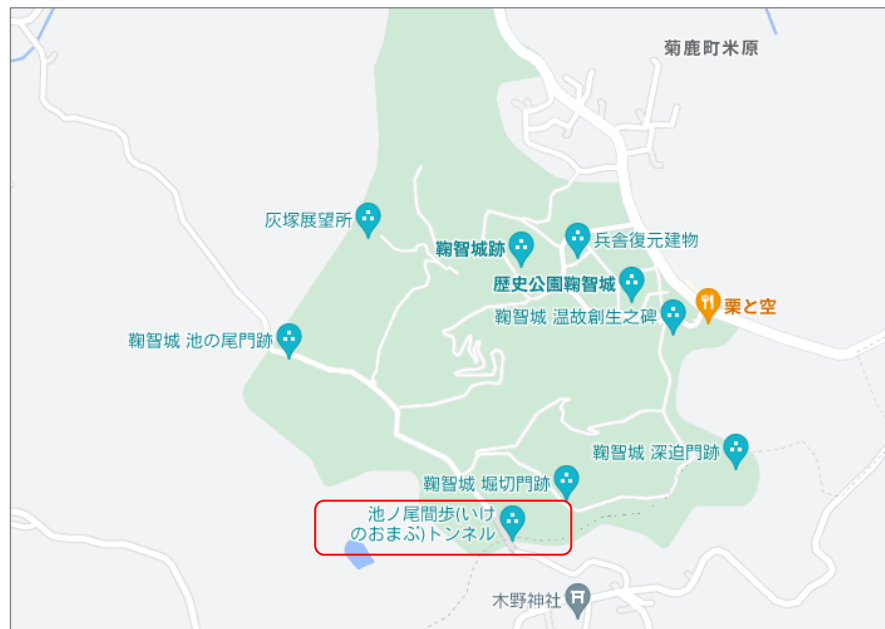 菊鹿町米原
灰塚展望所
鞠智城跡
兵舎復元建物
歴史公園鞠智城
栗と空
鞠智城 温故創生之碑
鞠智城 池の尾門跡
鞠智城 深迫門跡
鞠智城 堀切門跡
池ノ尾間歩(いけ
のおまぶ)トンネル
木野神社